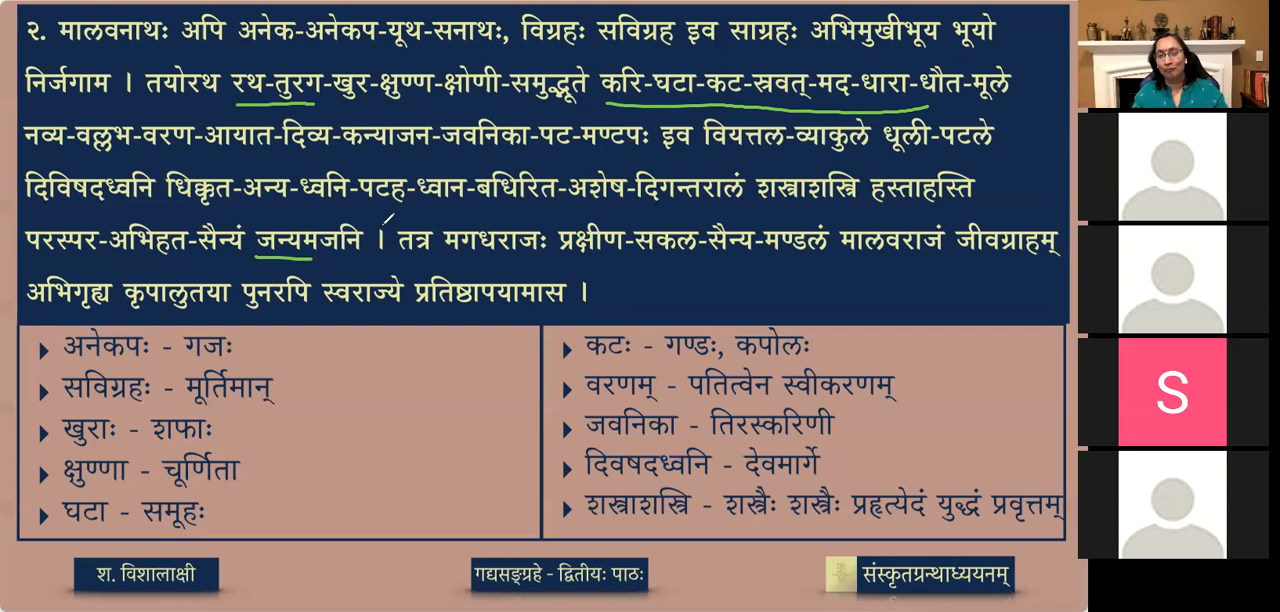 २. मालवनाथः अपि अनेक-अनेकप-यूथ-सनाथः, विग्रहः सविग्रह इव साग्रहः अभिमुखीभूय भूयो
निर्जगाम । तयोरथ रथ-तुरग-खुर-क्षुण्ण-क्षोणी-समुद्भूते करि-घटा-कट-स्रवत्-मद-धारा-धौत-मूले
नव्य-वल्लभ-वरण-आयात-दिव्य-कन्याजन-जवनिका-पट-मण्टपः इव वियत्तल-व्याकुले धूली-पटले
दिविषदध्वनि धिक्कृत-अन्य-ध्वनि-पटह-ध्वान-बधिरित-अशेष-दिगन्तरालं शस्त्राशस्त्रि हस्ताहस्ति
परस्पर-अभिहत-सैन्यं जन्यमजनि । तत्र मगधराजः प्रक्षीण-सकल-सैन्य-मण्डलं मालवराजं जीवग्राहम्
अभिगृह्य कृपालुतया पुनरपि स्वराज्ये प्रतिष्ठापयामास ।
अनेकपः - गजः
सविग्रहः - मूर्तिमान्
खुराः - शफाः
क्षुण्णा - चूर्णिता
घटा - समूहः
कटः - गण्डः, कपोलः
वरणम् - पतित्वेन स्वीकरणम्
जवनिका - तिरस्करिणी
दिवषदध्वनि - देवमार्गे
शस्त्राशस्त्रि - शस्त्रैः शस्त्रैः प्रहृत्येदं युद्धं प्रवृत्तम्
श. विशालाक्षी
गद्यसङ्ग्रहे - द्वितीयः पाठः
संस्कृतग्रन्थाध्ययनम्
S